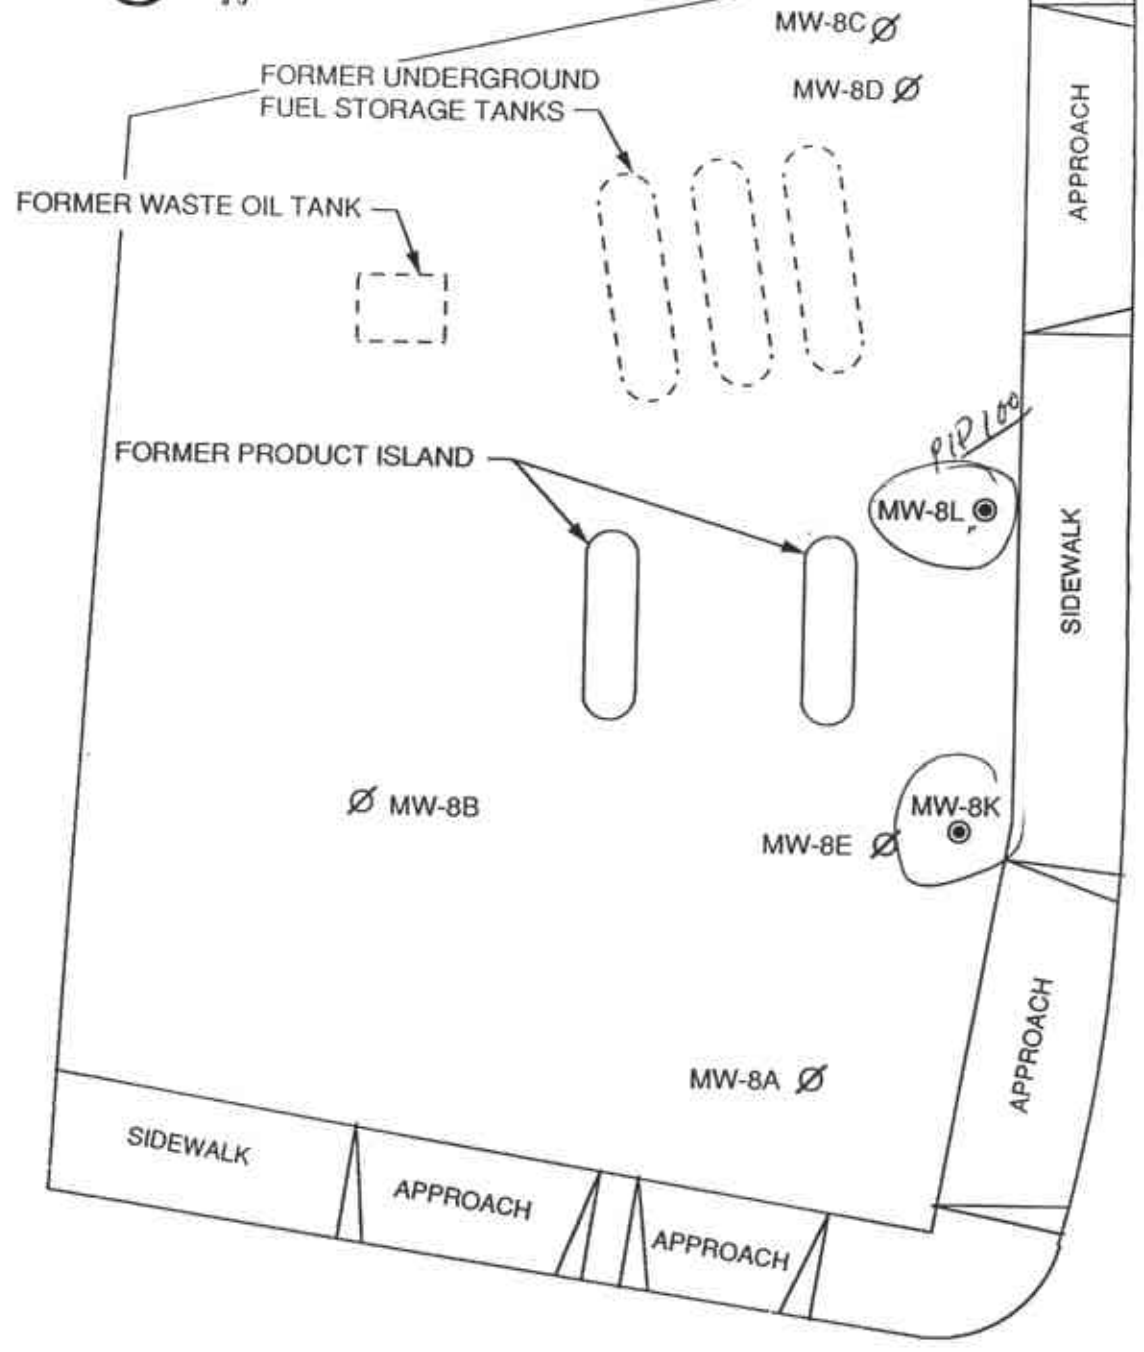 MW-8C
FORMER UNDERGROUND
FUEL STORAGE TANKS
MW-8D
APPROACH
FORMER WASTE OIL TANK
PID 100
FORMER PRODUCT ISLAND
MW-8L
SIDEWALK
MW-8B
MW-8K
MW-8E
APPROACH
MW-8A
SIDEWALK
APPROACH
APPROACH